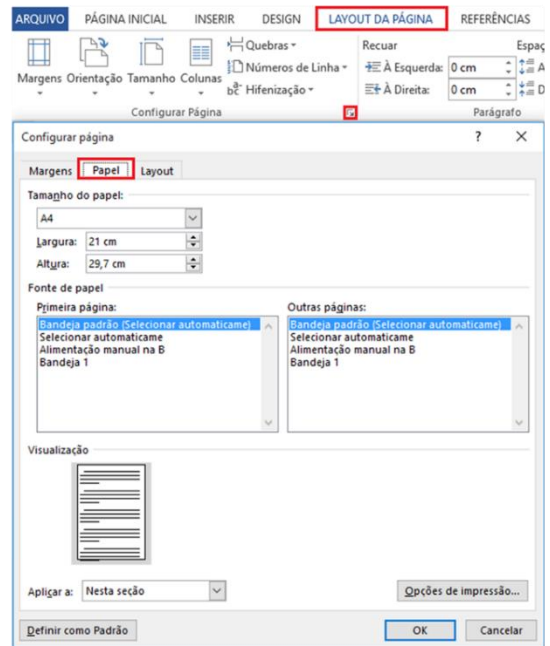 ARQUIVO PÁGINA INICIAL INSERIR DESIGN LAYOUT DA PÁGINA REFERÊNCIAS
Quebras Recuar Espaç
Números de Linha À Esquerda: 0 cm A
Margens Orientação Tamanho Colunas
bc Hifenização À Direita: 0 cm D
Configurar Página Parágrafo
Configurar página ? ×
Margens Papel Layout
Tamanho do papel:
A4
Largura: 21 cm
Altura: 29,7 cm
Fonte de papel
Primeira página: Outras páginas:
Bandeja padrão (Selecionar automaticame) Bandeja padrão (Selecionar automaticame)
Selecionar automaticame Selecionar automaticame
Alimentação manual na B Alimentação manual na B
Bandeja 1 Bandeja 1
Visualização
Aplicar a: Nesta seção Opções de impressão...
Definir como Padrão OK Cancelar